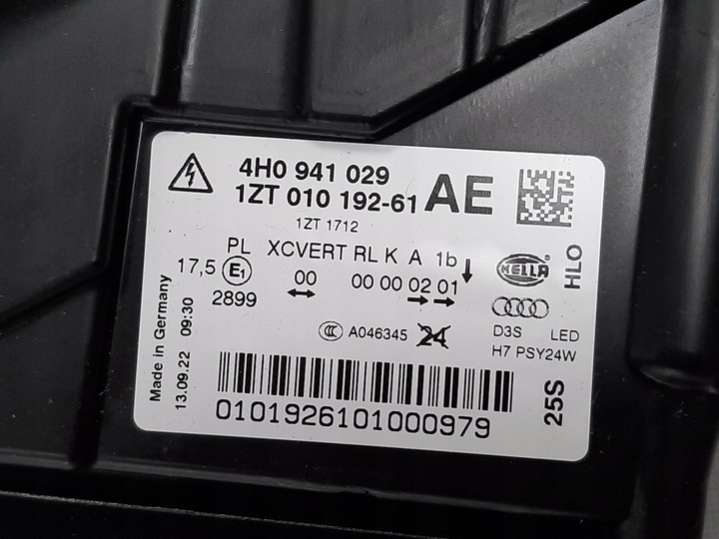 4H0 941 029
1ZT 010 192-61 AE
1ZT 1712
PL XCVERT RL K A 1b
17,5 E1 00 00 00 02 01
2899
HELLA
HLO
A046345 24
D3S LED
H7 PSY24W
Made in Germany
13.09.22 09:30
25S
0101926101000979